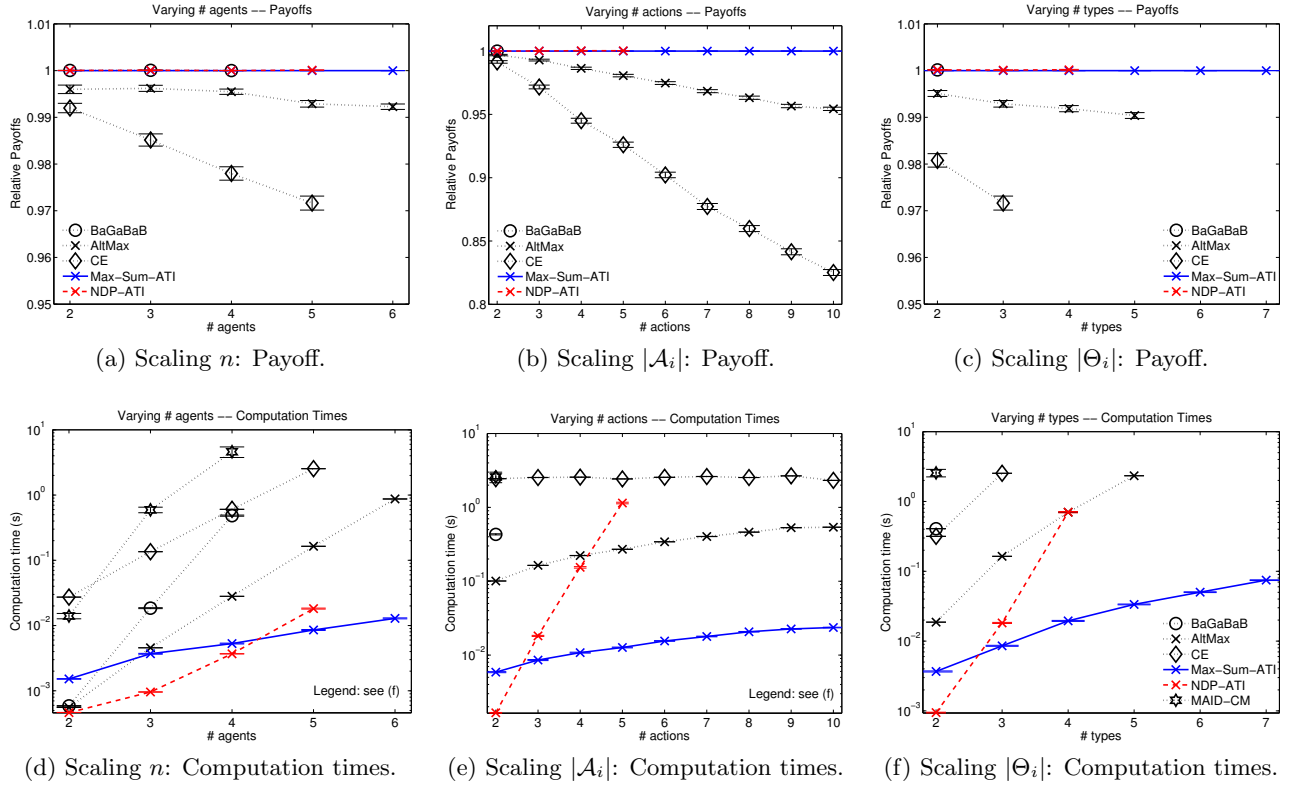 Varying # agents –– Payoffs
1.01
1
0.99
0.98
0.97
0.96
0.95
Relative Payoffs
BaGaBaB
AltMax
CE
Max−Sum−ATI
NDP−ATI
2 3 4 5 6
# agents
(a) Scaling n: Payoff.
Varying # actions –– Payoffs
1
0.95
0.9
0.85
0.8
Relative Payoffs
BaGaBaB
AltMax
CE
Max−Sum−ATI
NDP−ATI
2 3 4 5 6 7 8 9 10
# actions
(b) Scaling |𝒜ᵢ|: Payoff.
Varying # types –– Payoffs
1.01
1
0.99
0.98
0.97
0.96
0.95
Relative Payoffs
BaGaBaB
AltMax
CE
Max−Sum−ATI
NDP−ATI
2 3 4 5 6 7
# types
(c) Scaling |Θᵢ|: Payoff.
Varying # agents –– Computation Times
10¹
10⁰
10⁻¹
10⁻²
10⁻³
Computation time (s)
Legend: see (f)
2 3 4 5 6
# agents
(d) Scaling n: Computation times.
Varying # actions –– Computation Times
10¹
10⁰
10⁻¹
10⁻²
Computation time (s)
Legend: see (f)
2 3 4 5 6 7 8 9 10
# actions
(e) Scaling |𝒜ᵢ|: Computation times.
Varying # types –– Computation Times
10¹
10⁰
10⁻¹
10⁻²
10⁻³
Computation time (s)
BaGaBaB
AltMax
CE
Max−Sum−ATI
NDP−ATI
MAID−CM
2 3 4 5 6 7
# types
(f) Scaling |Θᵢ|: Computation times.